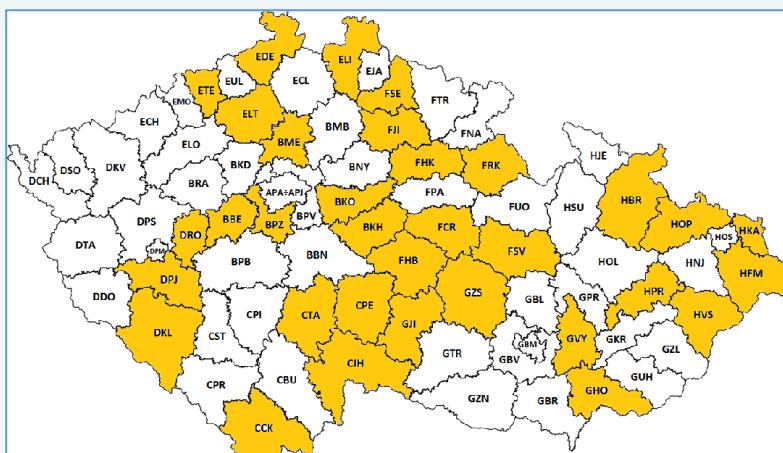 EDE
ELI
EJA
ETE
EUL
ECL
FSE
FTR
EMO
ECH
ELT
BMB
FJI
FNA
BME
ELO
HJE
DCH
DSO
DKV
BKD
BNY
FHK
FRK
BRA
APA÷APJ
FPA
HBR
BKO
FUO
HSU
HOP
HKA
DPS
DRO
BBE
BPZ
BPV
BKH
FCR
HOS
DTA
DPM
FSV
HOL
HNJ
HFM
BPB
BBN
FHB
DPJ
DDO
GZS
HPR
GBL
GPR
HVS
CPE
CTA
CPI
DKL
CST
GJI
GVY
GKR
GBM
GZL
GTR
GBV
CJH
CPR
CBU
GUH
GHO
GZN
GBR
CCK